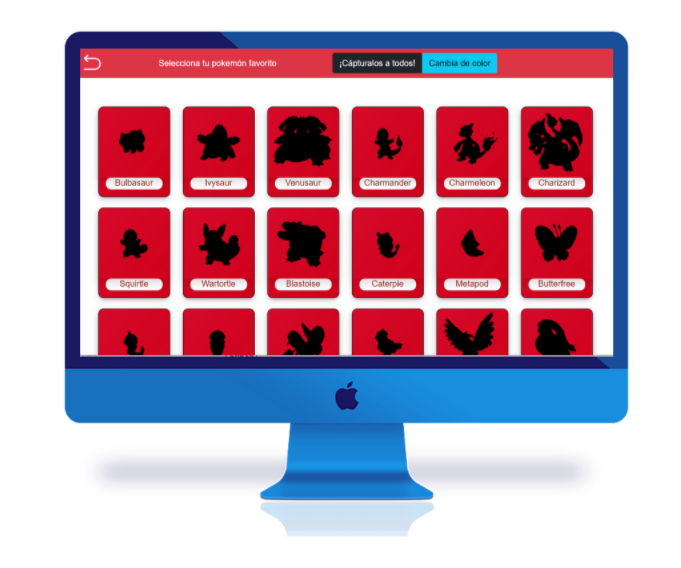 Selecciona tu pokemón favorito
¡Cápturalos a todos!
Cambia de color
Bulbasaur
Ivysaur
Venusaur
Charmander
Charmeleon
Charizard
Squirtle
Wartortle
Blastoise
Caterpie
Metapod
Butterfree